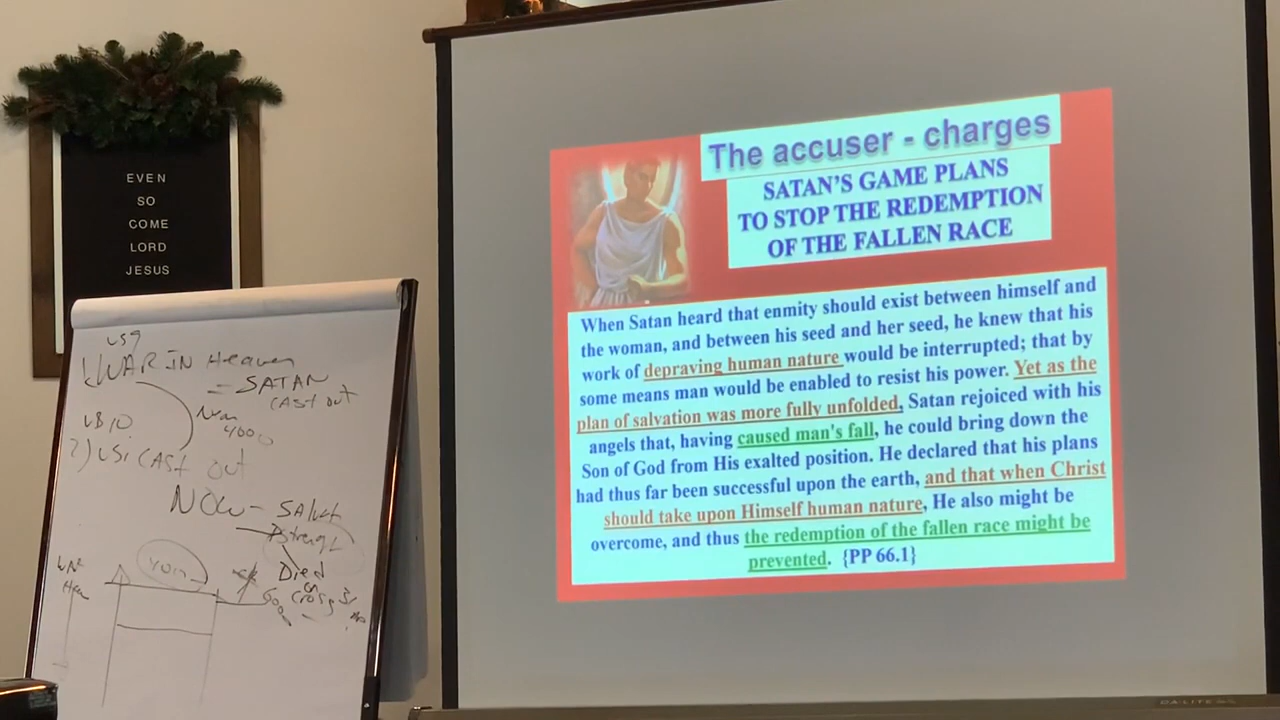 EVEN
SO
COME
LORD
JESUS
WAR IN Heaven
= SATAN
CAST out
400
2) CAST out
NOW -
Died
on
Cross
The accuser - charges
SATAN'S GAME PLANS
TO STOP THE REDEMPTION
OF THE FALLEN RACE
When Satan heard that enmity should exist between himself and
the woman, and between his seed and her seed, he knew that his
work of depraving human nature would be interrupted; that by
some means man would be enabled to resist his power. Yet as the
plan of salvation was more fully unfolded, Satan rejoiced with his
angels that, having caused man's fall, he could bring down the
Son of God from His exalted position. He declared that his plans
had thus far been successful upon the earth, and that when Christ
should take upon Himself human nature, He also might be
overcome, and thus the redemption of the fallen race might be
prevented. {PP 66.1}
DA-LITE